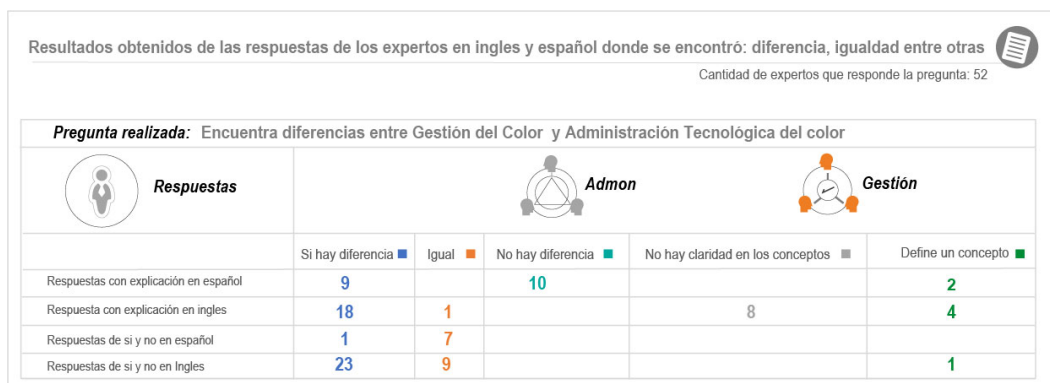 Resultados obtenidos de las respuestas de los expertos en ingles y español donde se encontró: diferencia, igualdad entre otras
Cantidad de expertos que responde la pregunta: 52
Pregunta realizada: Encuentra diferencias entre Gestión del Color y Administración Tecnológica del color
Respuestas Admon Gestión
Si hay diferencia Igual No hay diferencia No hay claridad en los conceptos Define un concepto
Respuestas con explicación en español 9 10 2
Respuesta con explicación en ingles 18 1 8 4
Respuestas de si y no en español 1 7
Respuestas de si y no en Ingles 23 9 1